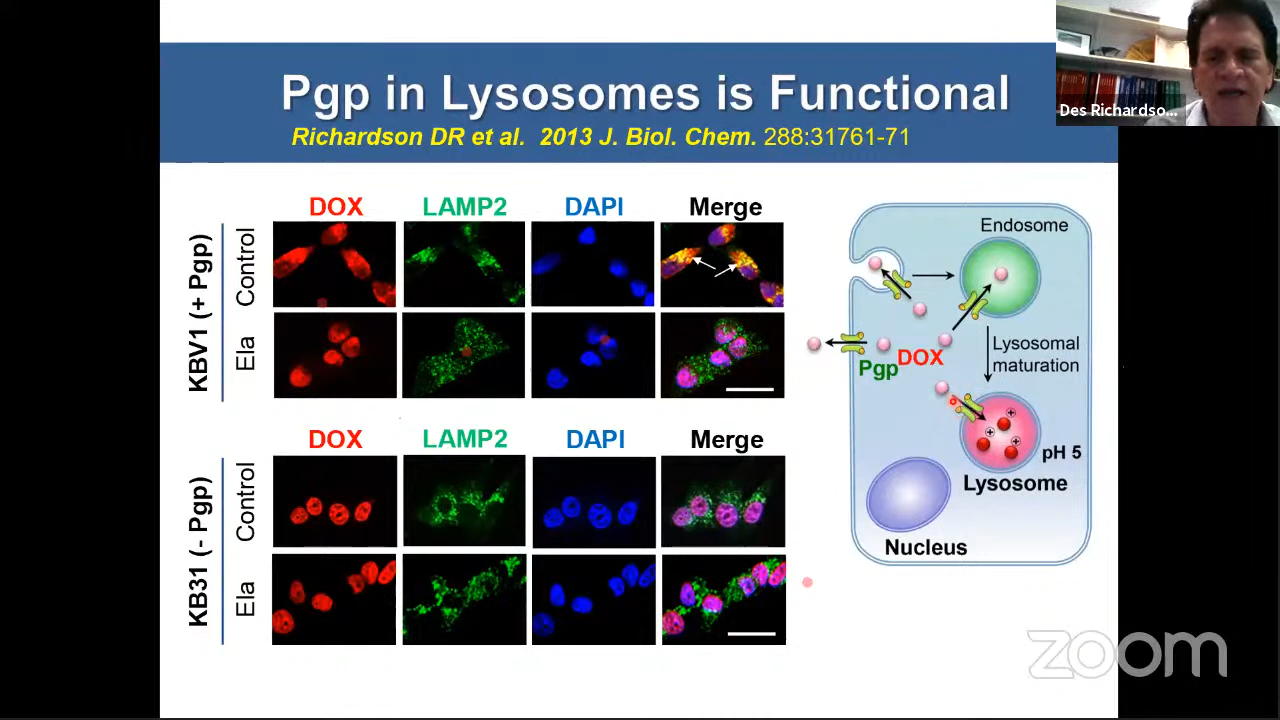 Pgp in Lysosomes is Functional
Richardson DR et al. 2013 J. Biol. Chem. 288:31761-71
Des Richardso...
DOX LAMP2 DAPI Merge
KBV1 (+ Pgp)
Control
Ela
DOX LAMP2 DAPI Merge
KB31 (- Pgp)
Control
Ela
Endosome
Pgp
DOX
Lysosomal
maturation
pH 5
Lysosome
Nucleus
zoom